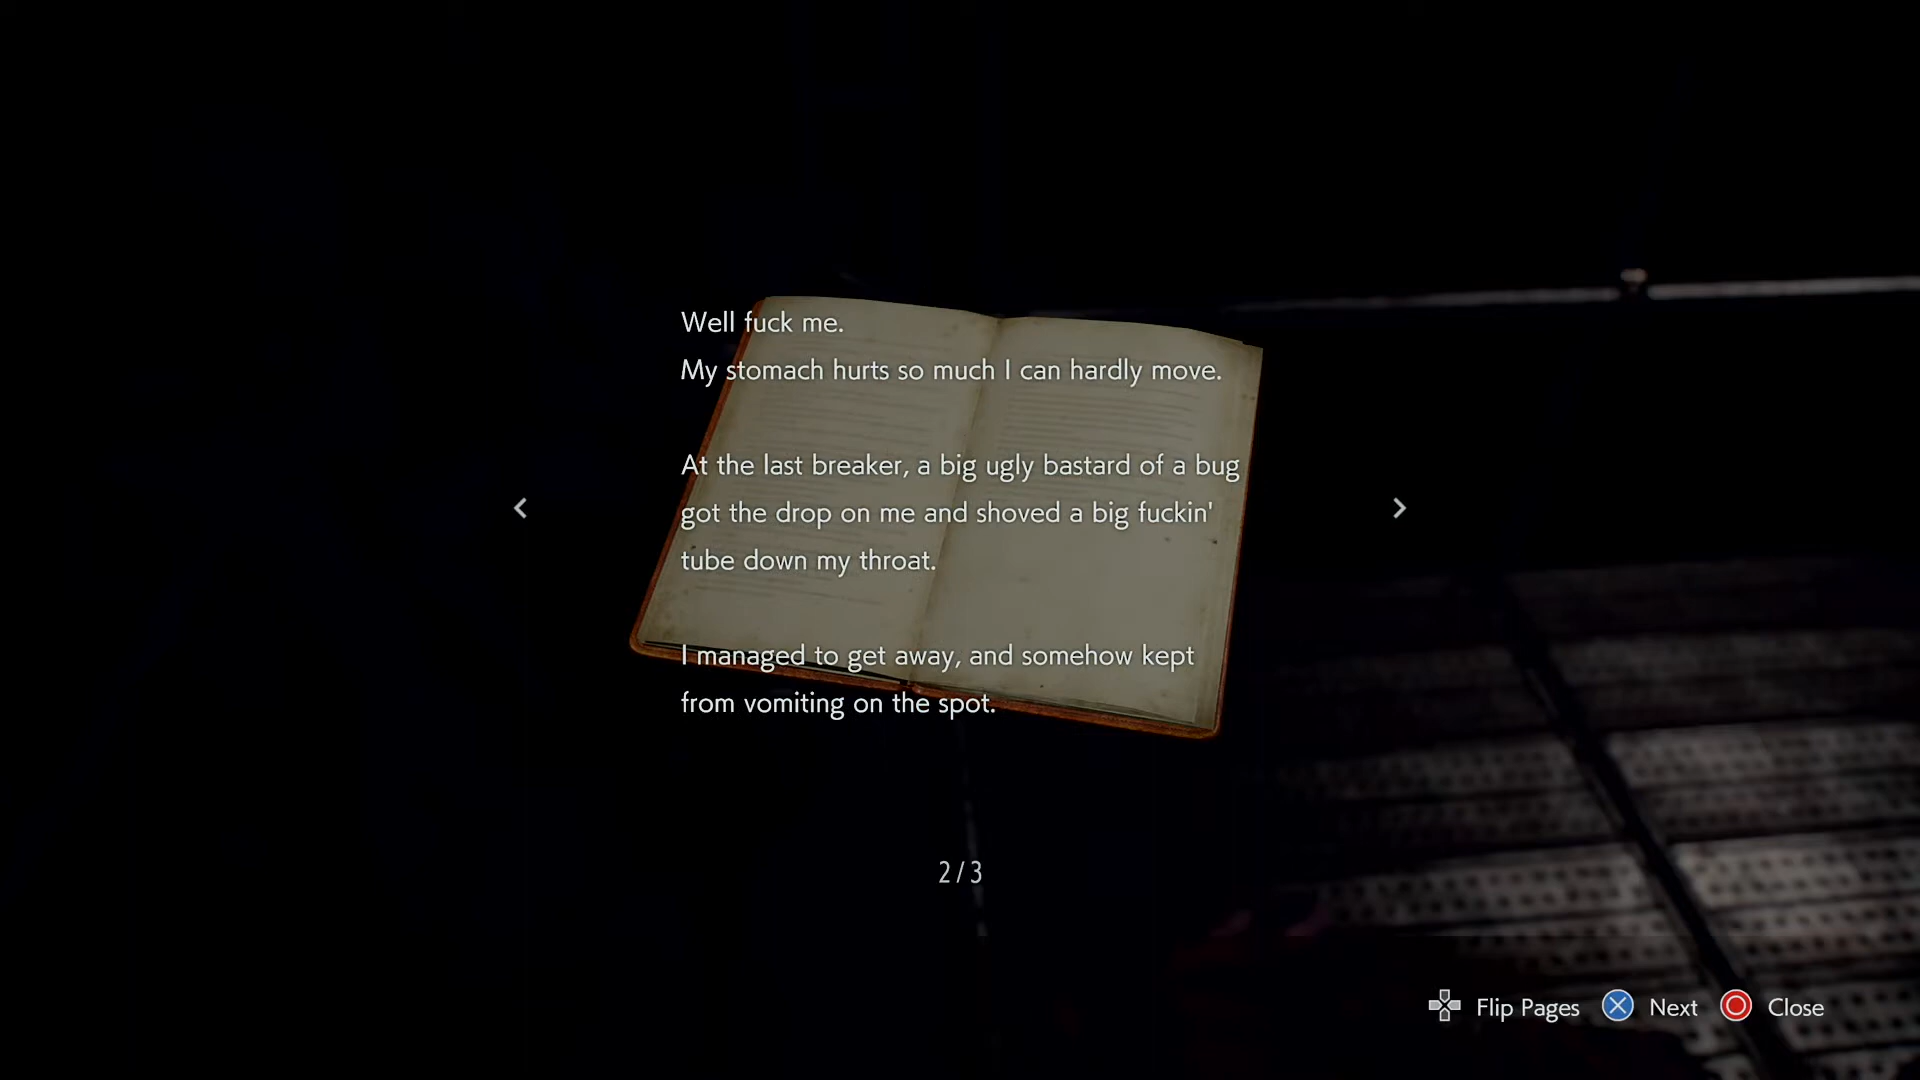 Well fuck me.
My stomach hurts so much I can hardly move.
At the last breaker, a big ugly bastard of a bug
got the drop on me and shoved a big fuckin'
tube down my throat.
I managed to get away, and somehow kept
from vomiting on the spot.
2 / 3
Flip Pages Next Close